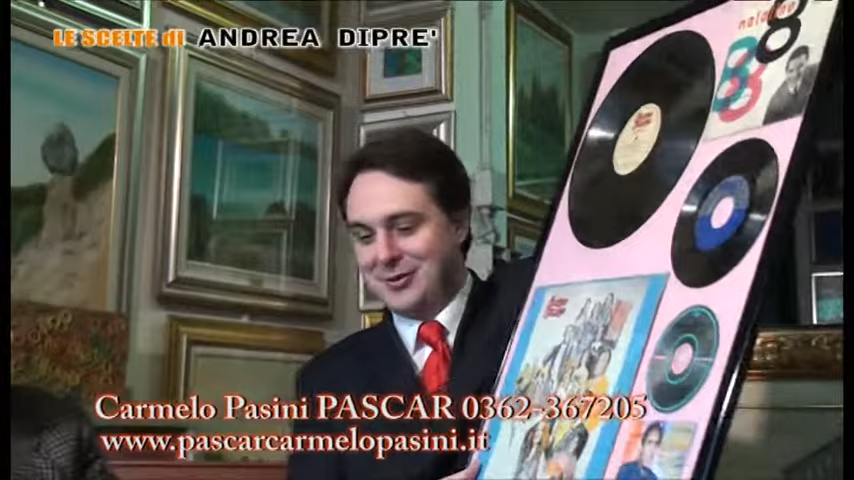 LE SCELTE di ANDREA DIPRE'
Carmelo Pasini PASCAR 0362-367205
www.pascarcarmelopasini.it